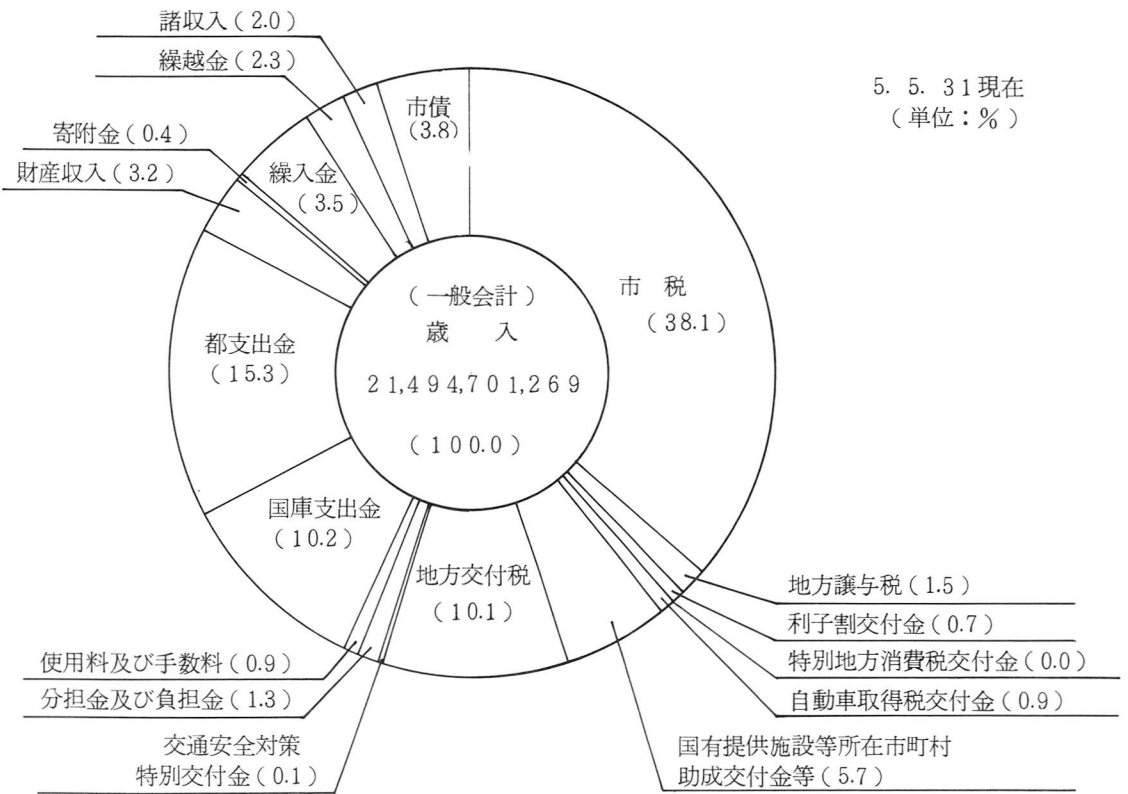 5. 5. 31現在
(単位:%)
(一般会計)
歳 入
21,494,701,269
(100.0)
市 税
(38.1)
地方譲与税(1.5)
利子割交付金(0.7)
特別地方消費税交付金(0.0)
自動車取得税交付金(0.9)
国有提供施設等所在市町村
助成交付金等(5.7)
地方交付税
(10.1)
交通安全対策
特別交付金(0.1)
分担金及び負担金(1.3)
使用料及び手数料(0.9)
国庫支出金
(10.2)
都支出金
(15.3)
財産収入(3.2)
寄附金(0.4)
繰入金
(3.5)
繰越金(2.3)
諸収入(2.0)
市債
(3.8)